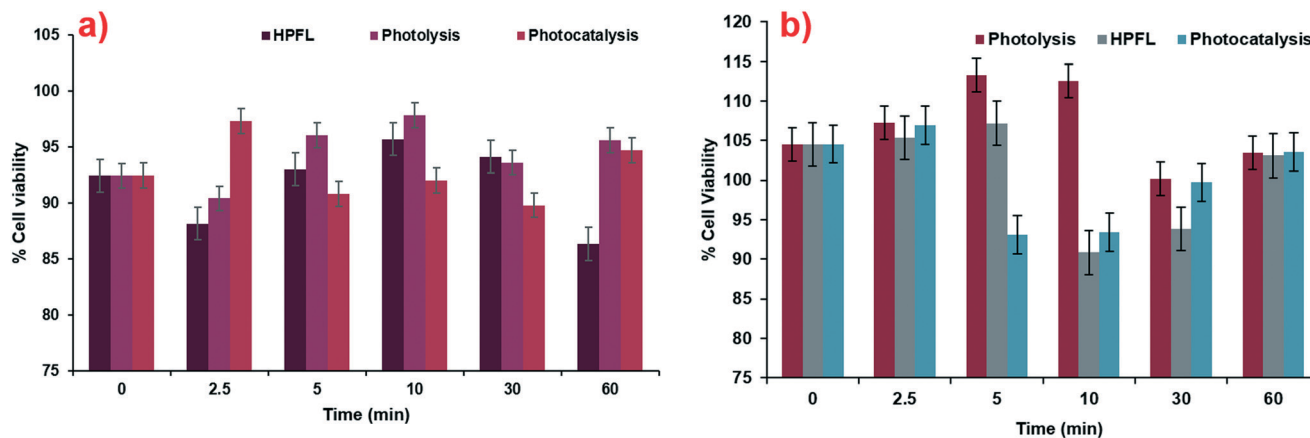 a)
HPFL Photolysis Photocatalysis
% Cell viability
105
100
95
90
85
80
75
0 2.5 5 10 30 60
Time (min)
b)
Photolysis HPFL Photocatalysis
% Cell Viability
120
115
110
105
100
95
90
85
80
75
0 2.5 5 10 30 60
Time (min)